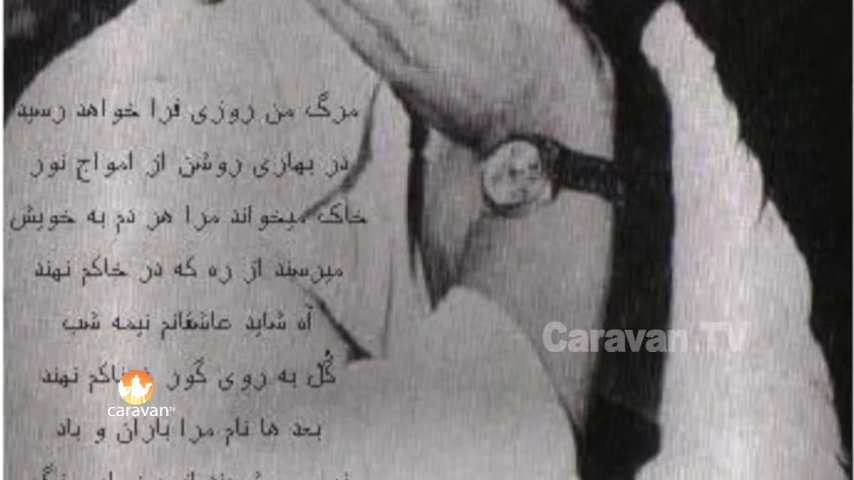 مرگ من روزی فرا خواهد رسید
در بهاری روشن از امواج نور
خاک میخواند مرا هر دم به خویش
میرسند از ره که در خاکم نهند
آه شاید عاشقانم نیمه شب
گُل به روی گور نهند
بعد ها نام مرا باران و باد
Caravan.TV
caravan TV